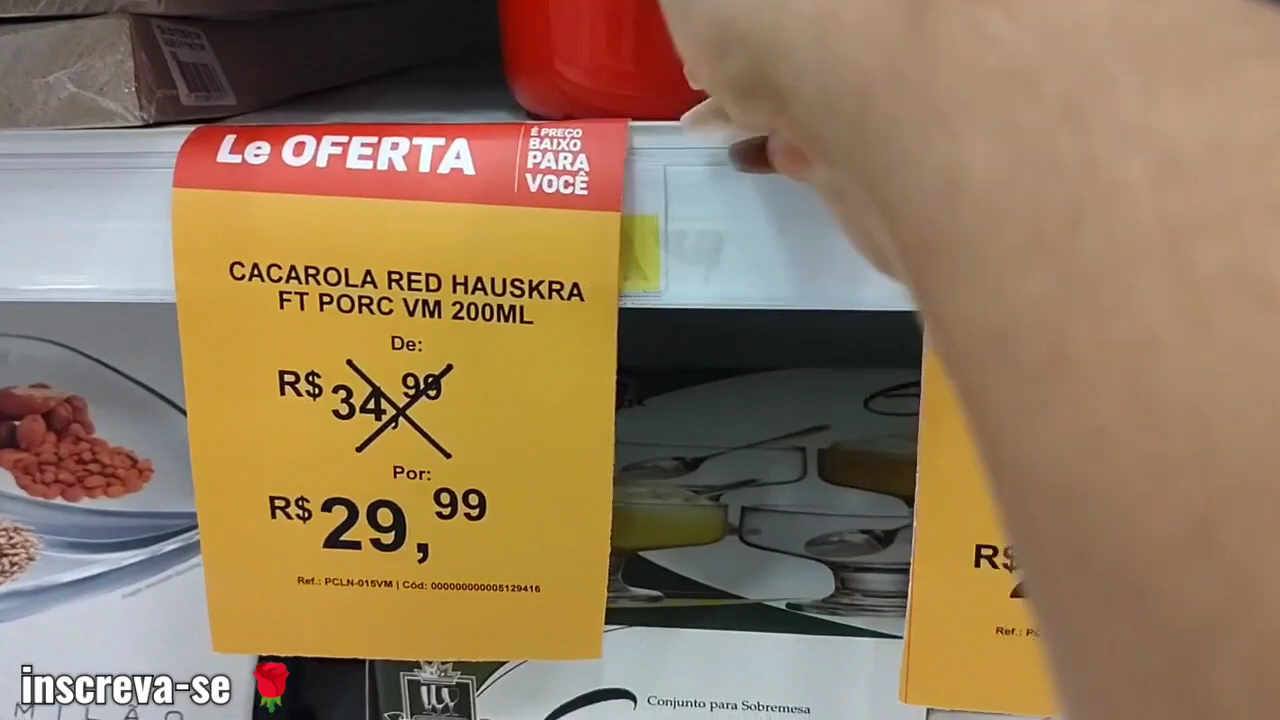 Le OFERTA
É PREÇO
BAIXO
PARA
VOCÊ
CACAROLA RED HAUSKRA
FT PORC VM 200ML
De:
R$ 34,99
Por:
R$ 29,99
Ref.: PCLN-015VM | Cód: 000000000005129416
R$
Ref.:
Conjunto para Sobremesa
inscreva-se
MILÃO